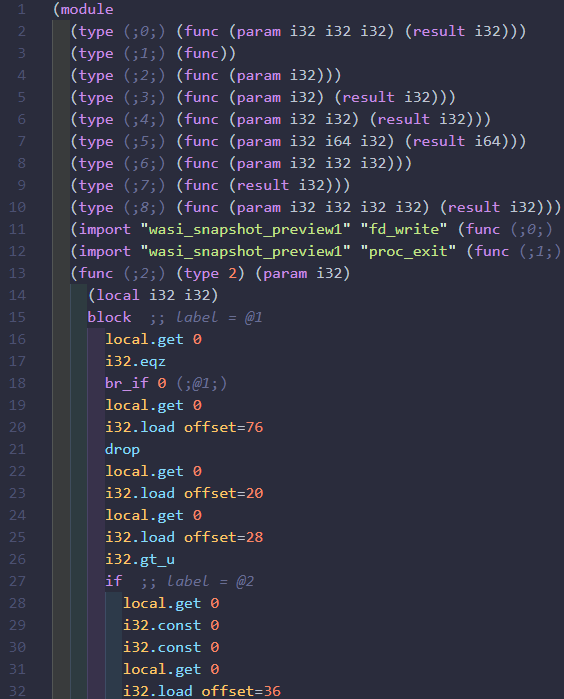 1 (module
2 (type (;0;) (func (param i32 i32 i32) (result i32)))
3 (type (;1;) (func))
4 (type (;2;) (func (param i32)))
5 (type (;3;) (func (param i32) (result i32)))
6 (type (;4;) (func (param i32 i32) (result i32)))
7 (type (;5;) (func (param i32 i64 i32) (result i64)))
8 (type (;6;) (func (param i32 i32 i32)))
9 (type (;7;) (func (result i32)))
10 (type (;8;) (func (param i32 i32 i32 i32) (result i32)))
11 (import "wasi_snapshot_preview1" "fd_write" (func (;0;)
12 (import "wasi_snapshot_preview1" "proc_exit" (func (;1;)
13 (func (;2;) (type 2) (param i32)
14 (local i32 i32)
15 block ;; label = @1
16 local.get 0
17 i32.eqz
18 br_if 0 (;@1;)
19 local.get 0
20 i32.load offset=76
21 drop
22 local.get 0
23 i32.load offset=20
24 local.get 0
25 i32.load offset=28
26 i32.gt_u
27 if ;; label = @2
28 local.get 0
29 i32.const 0
30 i32.const 0
31 local.get 0
32 i32.load offset=36